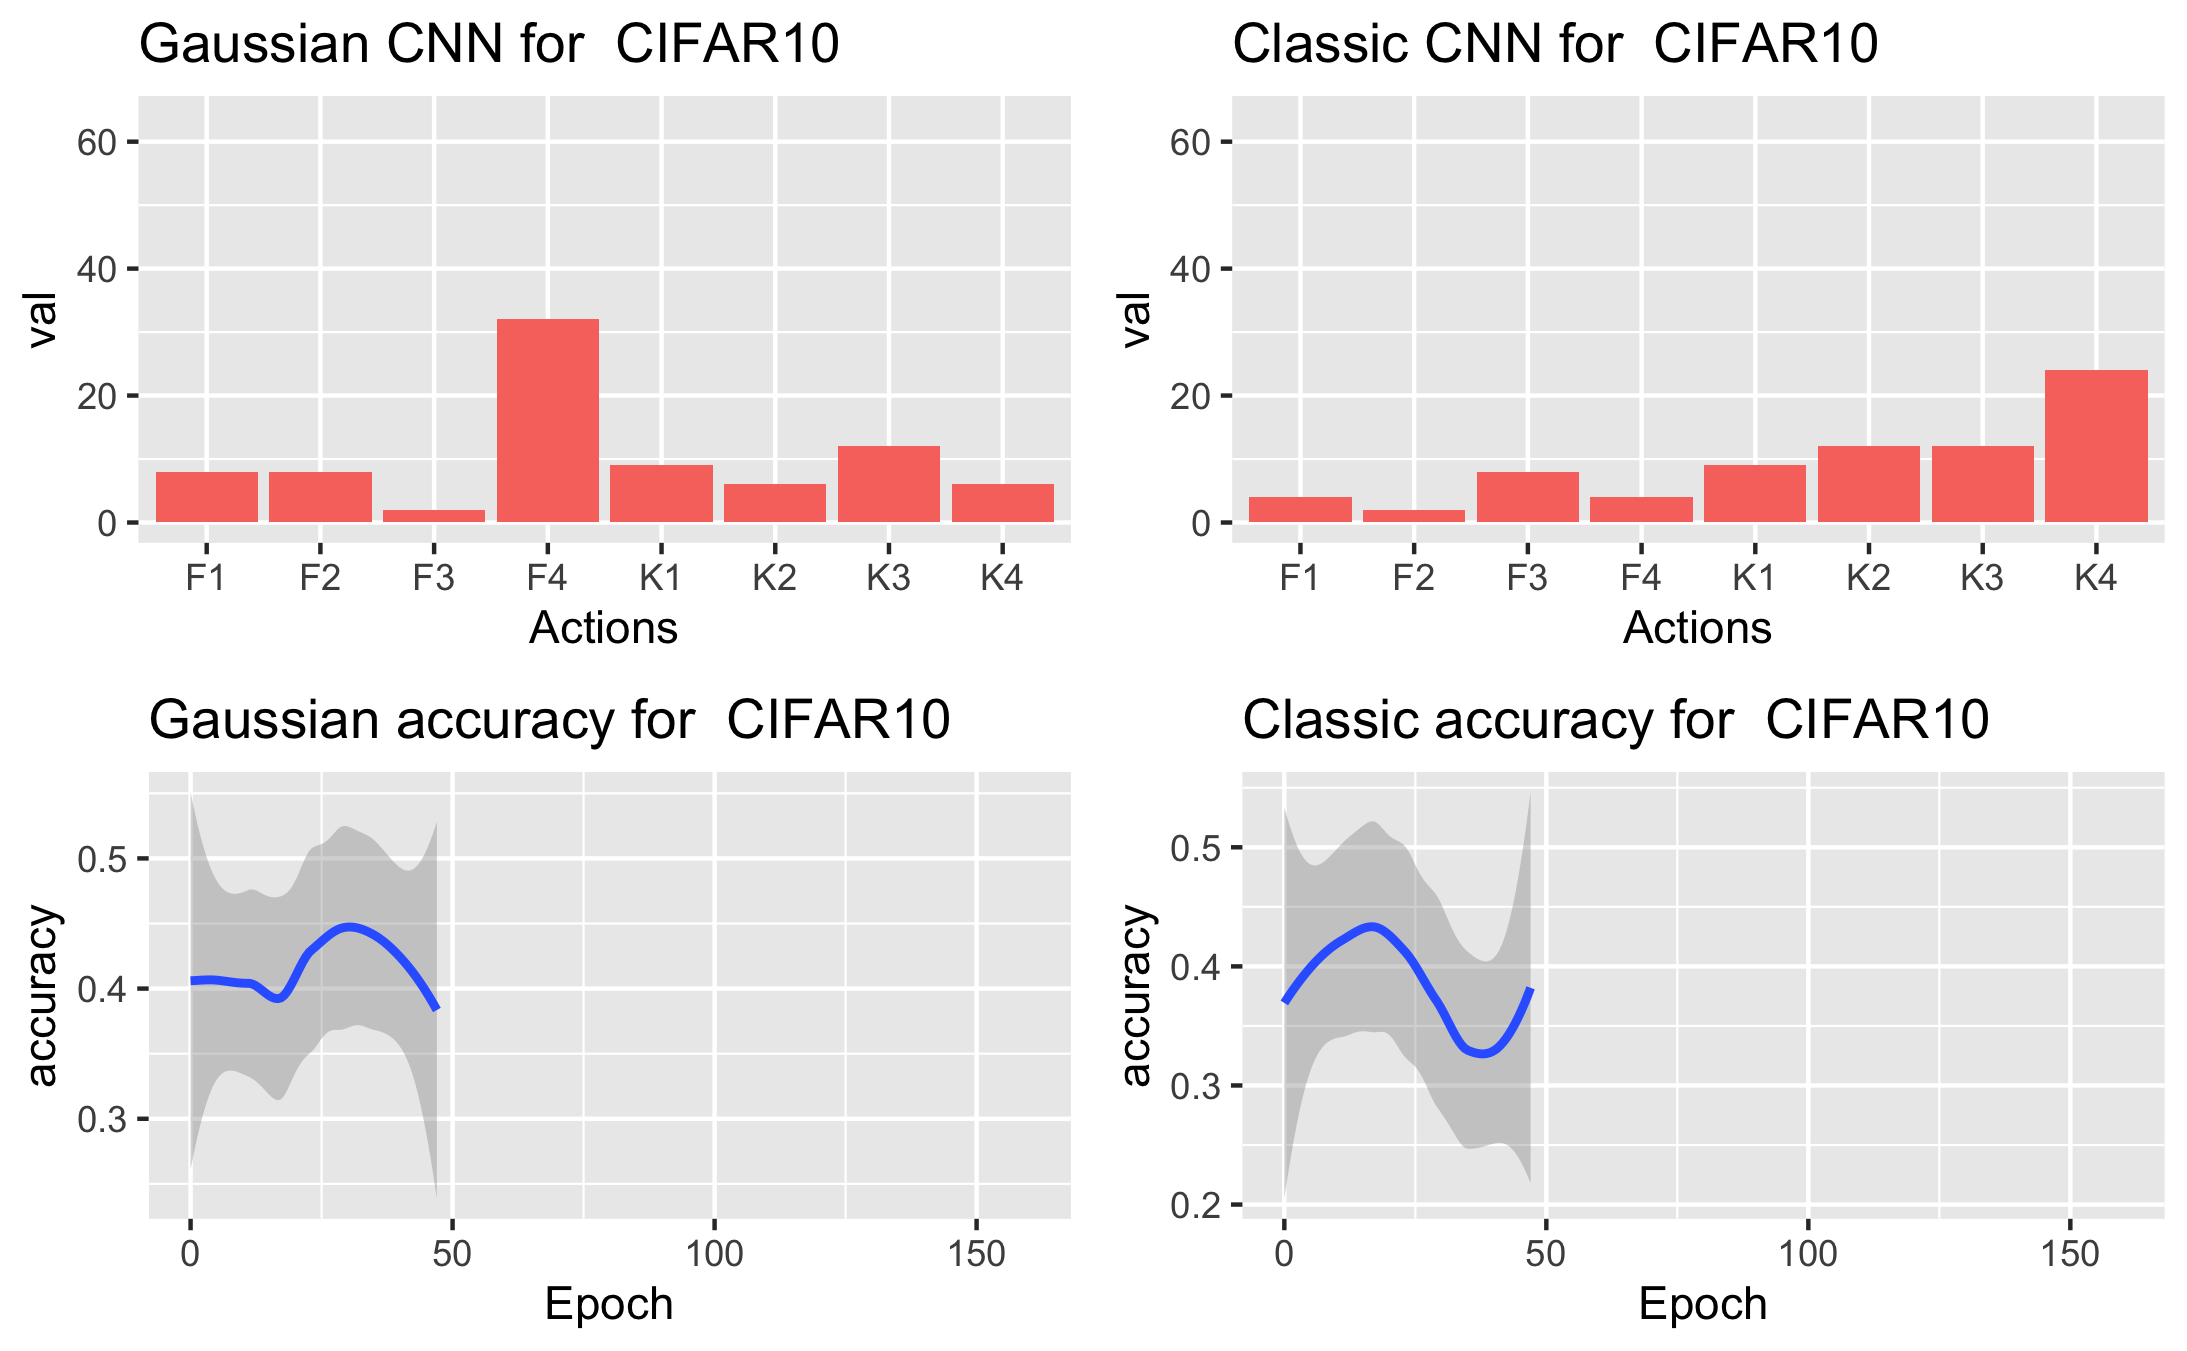 Gaussian CNN for  CIFAR10
val
60
40
20
0
F1 F2 F3 F4 K1 K2 K3 K4
Actions
Classic CNN for  CIFAR10
val
60
40
20
0
F1 F2 F3 F4 K1 K2 K3 K4
Actions
Gaussian accuracy for  CIFAR10
accuracy
0.5
0.4
0.3
0 50 100 150
Epoch
Classic accuracy for  CIFAR10
accuracy
0.5
0.4
0.3
0.2
0 50 100 150
Epoch